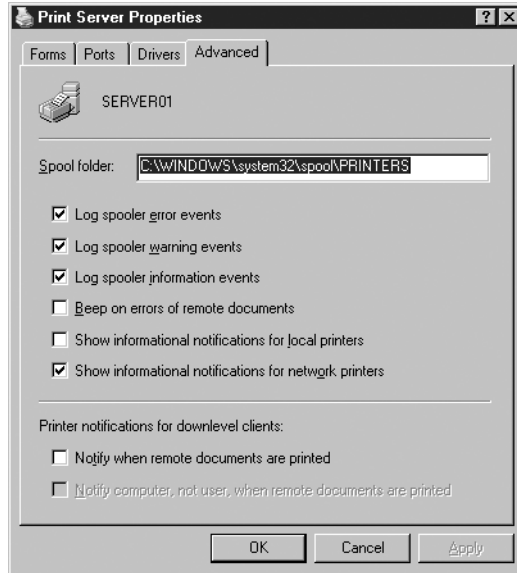 Print Server Properties
Forms Ports Drivers Advanced
SERVER01
Spool folder: C:\WINDOWS\system32\spool\PRINTERS
Log spooler error events
Log spooler warning events
Log spooler information events
Beep on errors of remote documents
Show informational notifications for local printers
Show informational notifications for network printers
Printer notifications for downlevel clients:
Notify when remote documents are printed
Notify computer, not user, when remote documents are printed
OK Cancel Apply